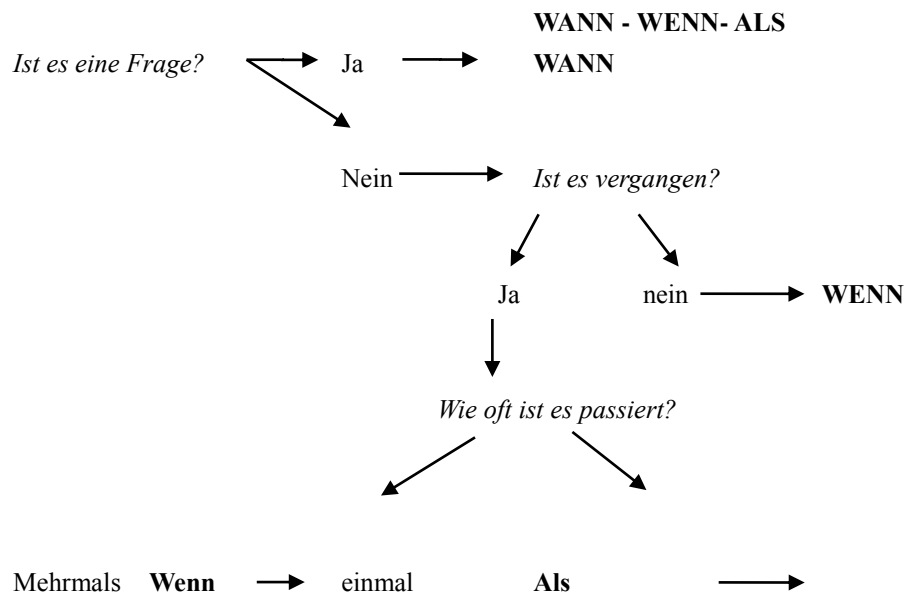 WANN - WENN- ALS
Ist es eine Frage? Ja WANN
Nein Ist es vergangen?
Ja nein WENN
Wie oft ist es passiert?
Mehrmals Wenn einmal Als